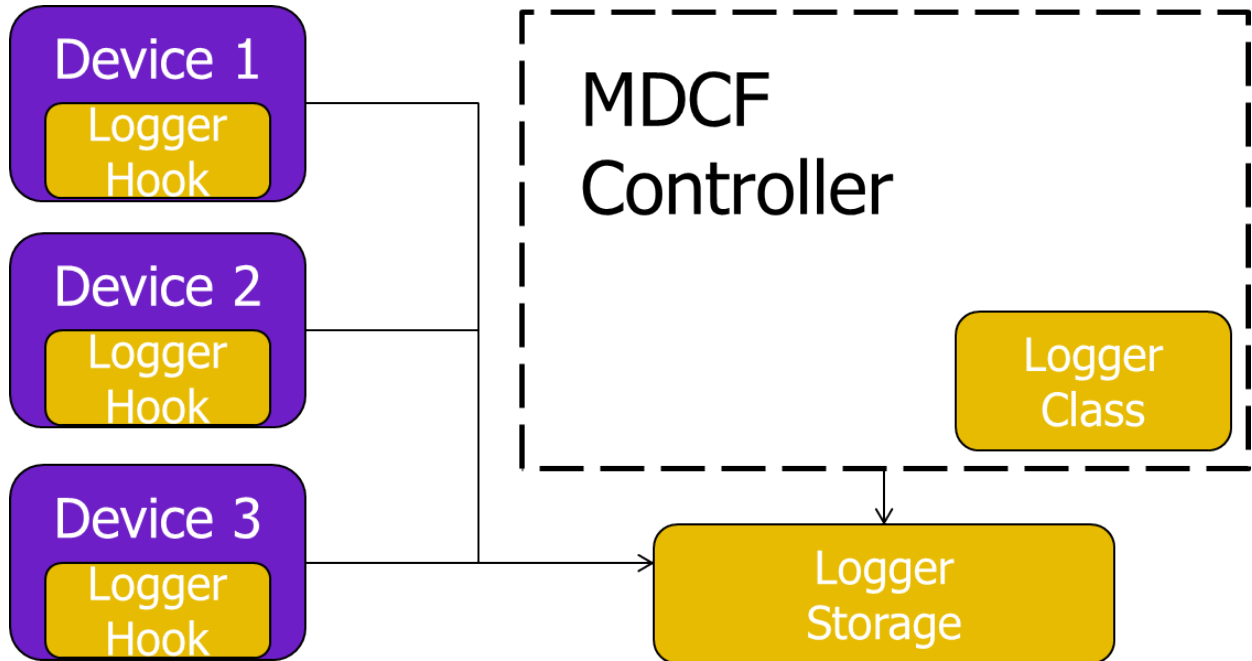 Device 1
Logger
Hook
Device 2
Logger
Hook
Device 3
Logger
Hook
MDCF
Controller
Logger
Class
Logger
Storage